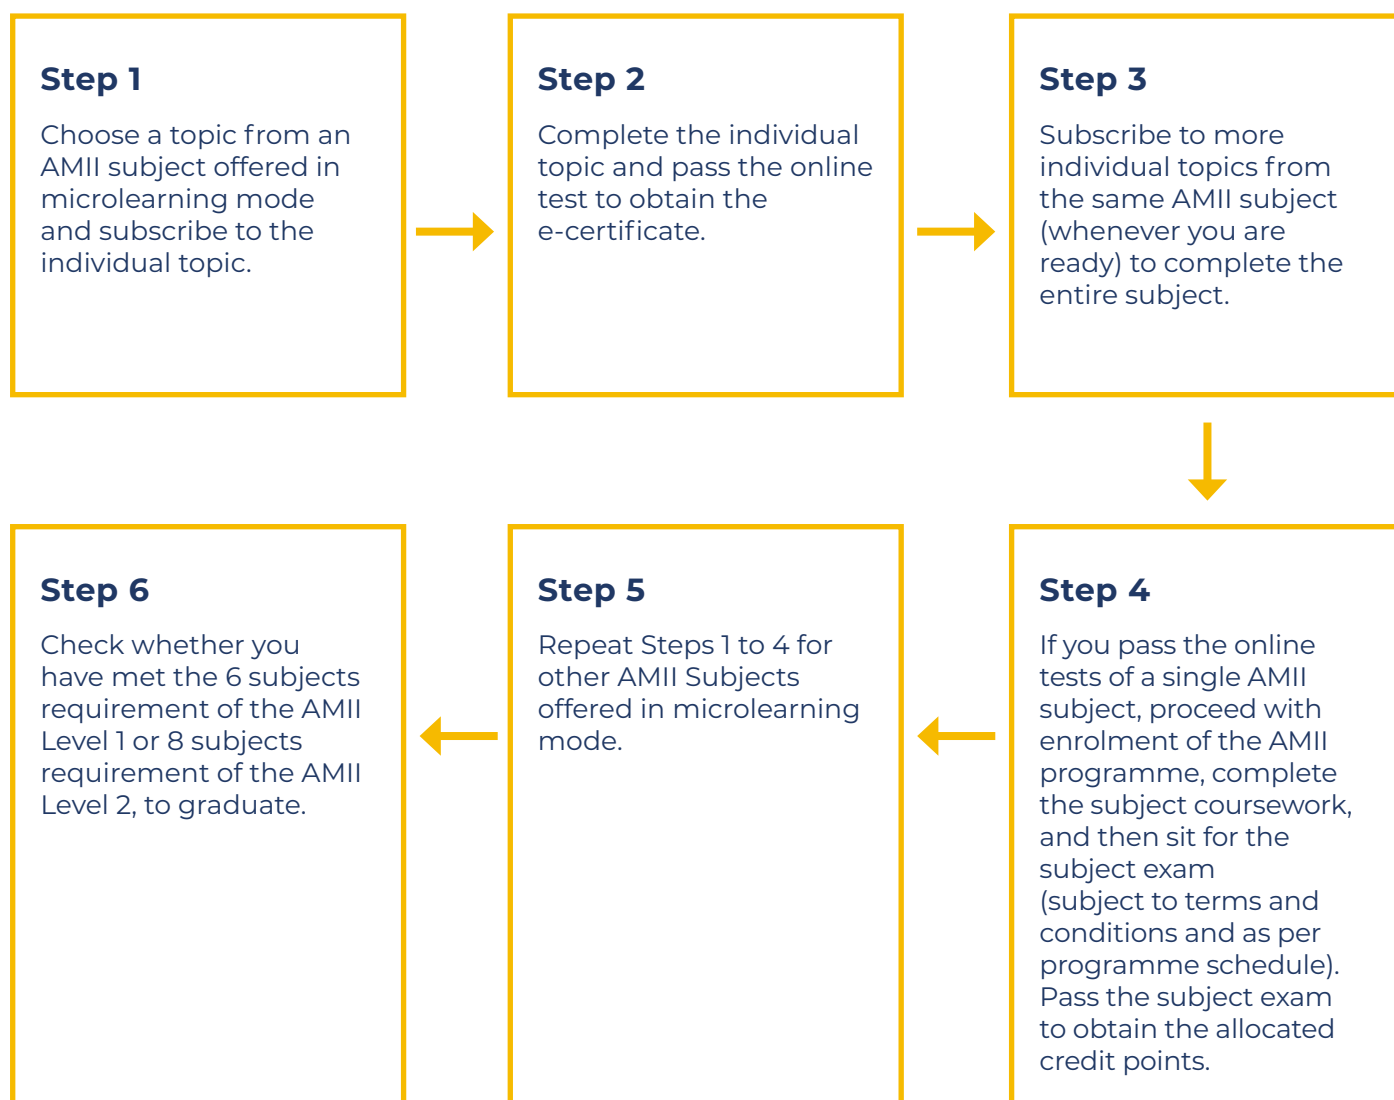 Step 1
Choose a topic from an
AMII subject offered in
microlearning mode
and subscribe to the
individual topic.
Step 2
Complete the individual
topic and pass the online
test to obtain the
e-certificate.
Step 3
Subscribe to more
individual topics from
the same AMII subject
(whenever you are
ready) to complete the
entire subject.
Step 4
If you pass the online
tests of a single AMII
subject, proceed with
enrolment of the AMII
programme, complete
the subject coursework,
and then sit for the
subject exam
(subject to terms and
conditions and as per
programme schedule).
Pass the subject exam
to obtain the allocated
credit points.
Step 5
Repeat Steps 1 to 4 for
other AMII Subjects
offered in microlearning
mode.
Step 6
Check whether you
have met the 6 subjects
requirement of the AMII
Level 1 or 8 subjects
requirement of the AMII
Level 2, to graduate.